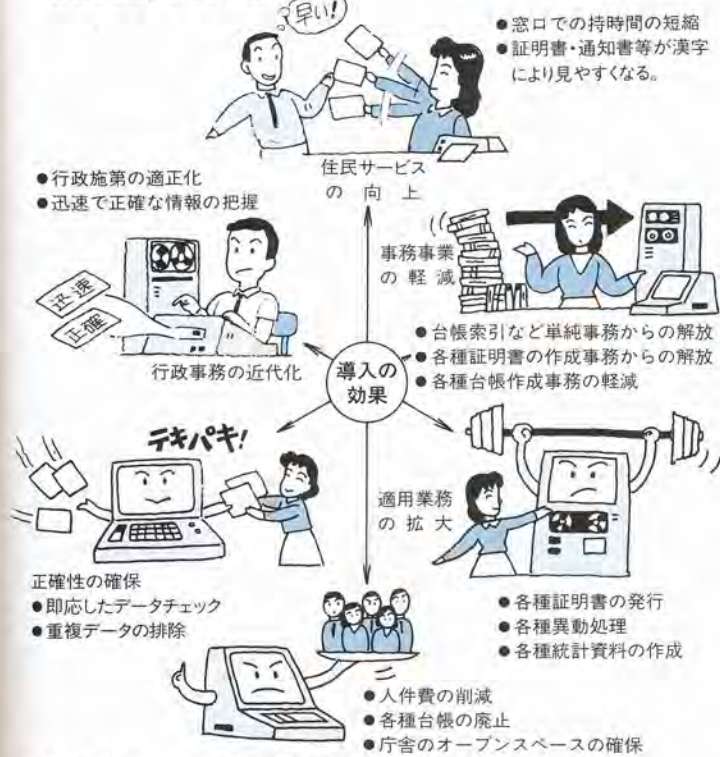 早い!
●窓口での持時間の短縮
●証明書・通知書等が漢字
により見やすくなる。
住民サービス
の向上
●行政施第の適正化
●迅速で正確な情報の把握
迅速
正確
行政事務の近代化
事務事業
の軽減
●台帳索引など単純事務からの解放
●各種証明書の作成事務からの解放
●各種台帳作成事務の軽減
導入の
効果
テキパキ!
正確性の確保
●即応したデータチェック
●重複データの排除
適用業務
の拡大
●各種証明書の発行
●各種異動処理
●各種統計資料の作成
●人件費の削減
●各種台帳の廃止
●庁舎のオープンスペースの確保